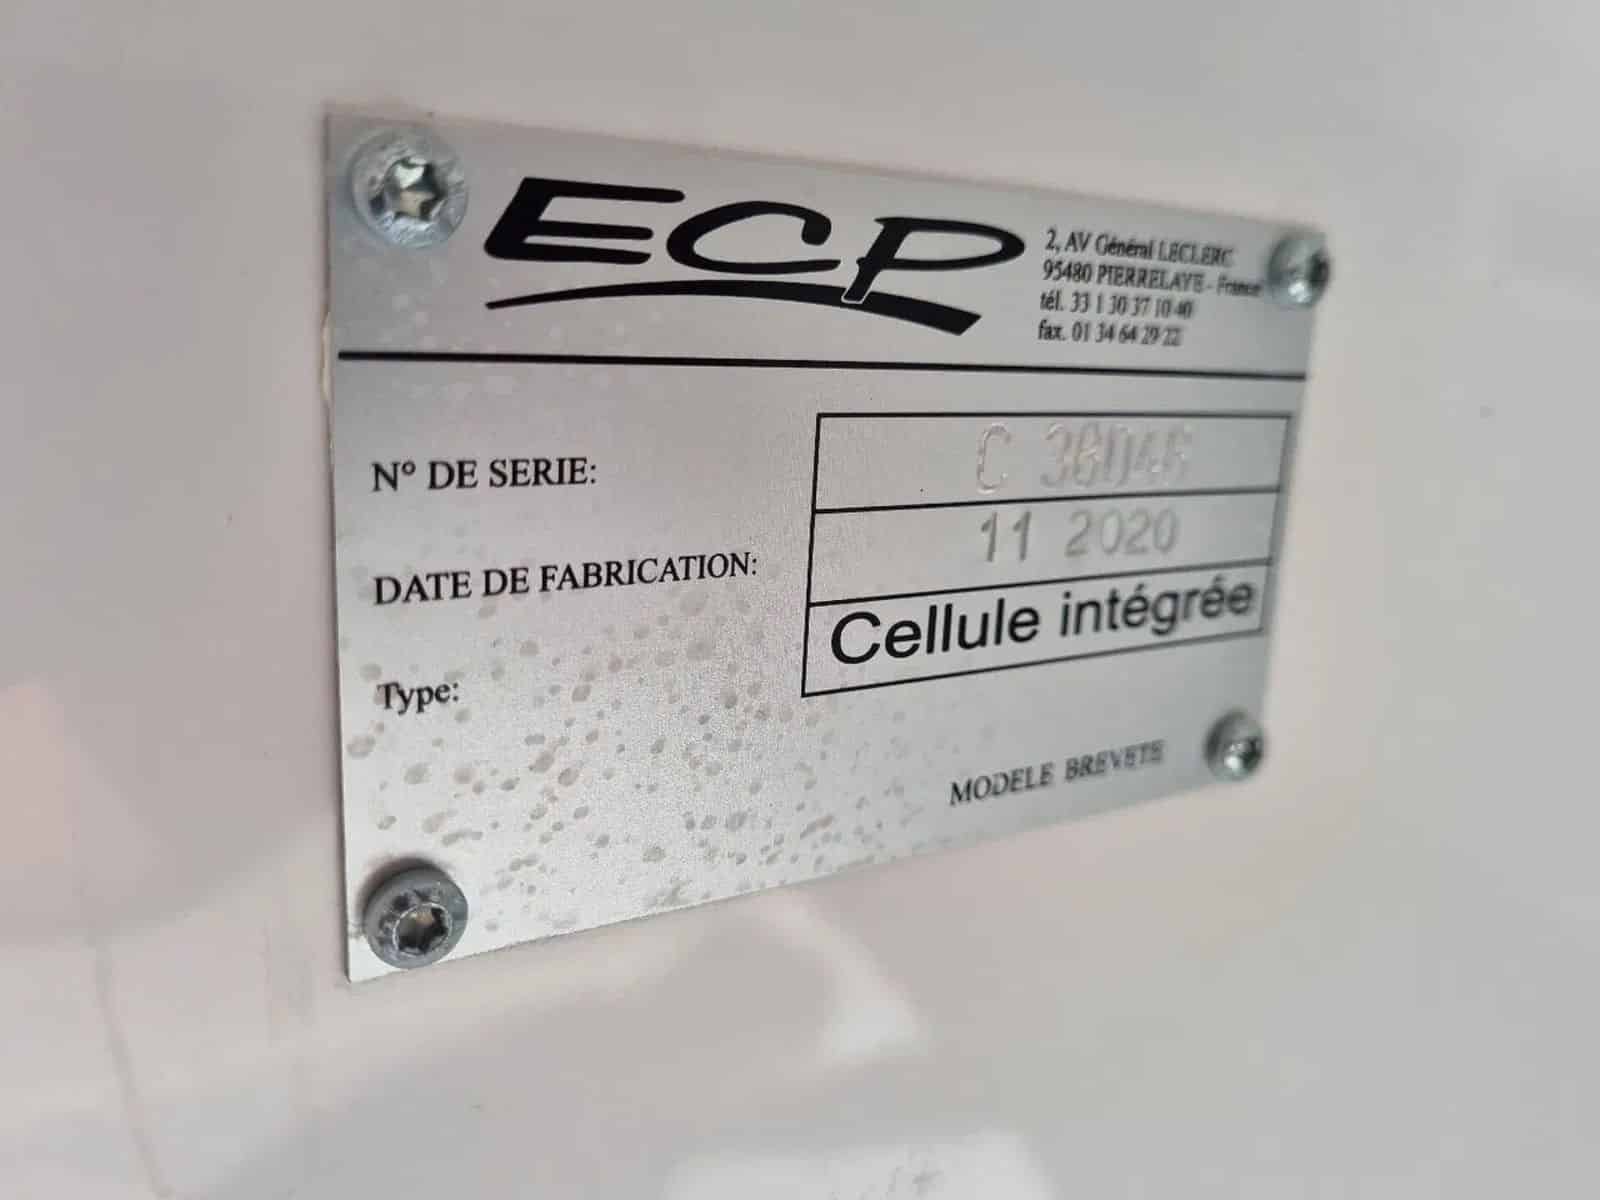 ECP
2, AV Général LECLERC
95480 PIERRELAYE - France
tél. 33 1 30 37 10 40
fax. 01 34 64 29 22
N° DE SERIE:
C
DATE DE FABRICATION: 11 2020
Type: Cellule intégrée
MODELE BREVETE